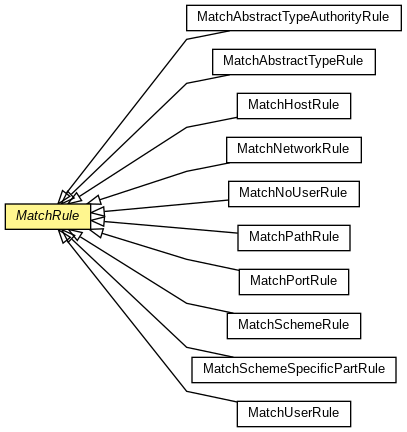 MatchAbstractTypeAuthorityRule
MatchAbstractTypeRule
MatchHostRule
MatchNetworkRule
MatchNoUserRule
MatchRule
MatchPathRule
MatchPortRule
MatchSchemeRule
MatchSchemeSpecificPartRule
MatchUserRule